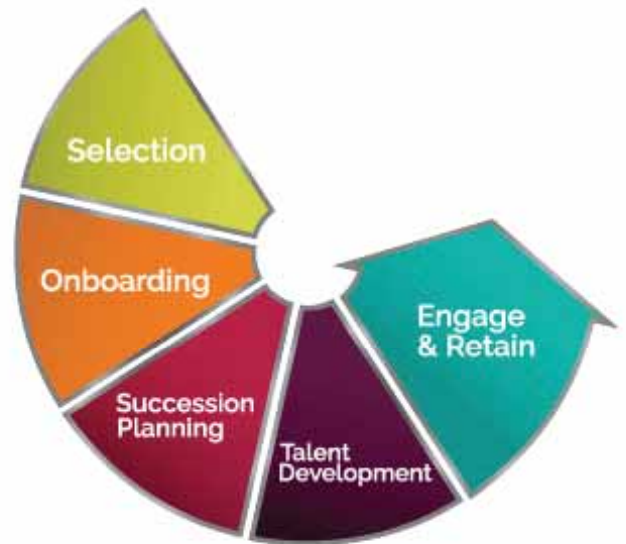 Selection
Onboarding
Succession
Planning
Talent
Development
Engage
& Retain